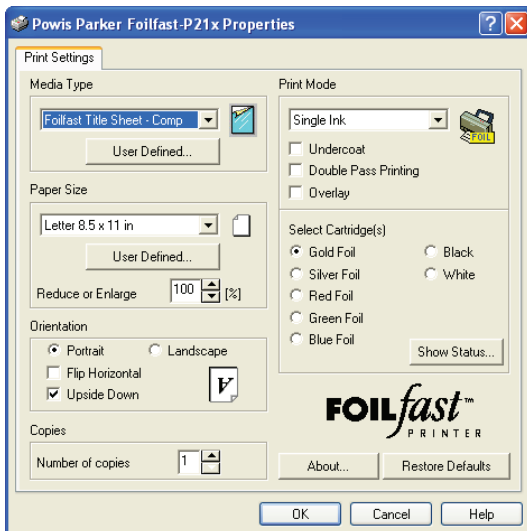 Powis Parker Foilfast-P21x Properties
Print Settings
Media Type
Foilfast Title Sheet - Comp
User Defined...
Paper Size
Letter 8.5 x 11 in
User Defined...
Reduce or Enlarge 100 [%]
Orientation
Portrait Landscape
Flip Horizontal
Upside Down
A
Copies
Number of copies 1
Print Mode
Single Ink
FOIL
Undercoat
Double Pass Printing
Overlay
Select Cartridge(s)
Gold Foil Black
Silver Foil White
Red Foil
Green Foil
Blue Foil
Show Status...
FOILfast™
PRINTER
About... Restore Defaults
OK Cancel Help